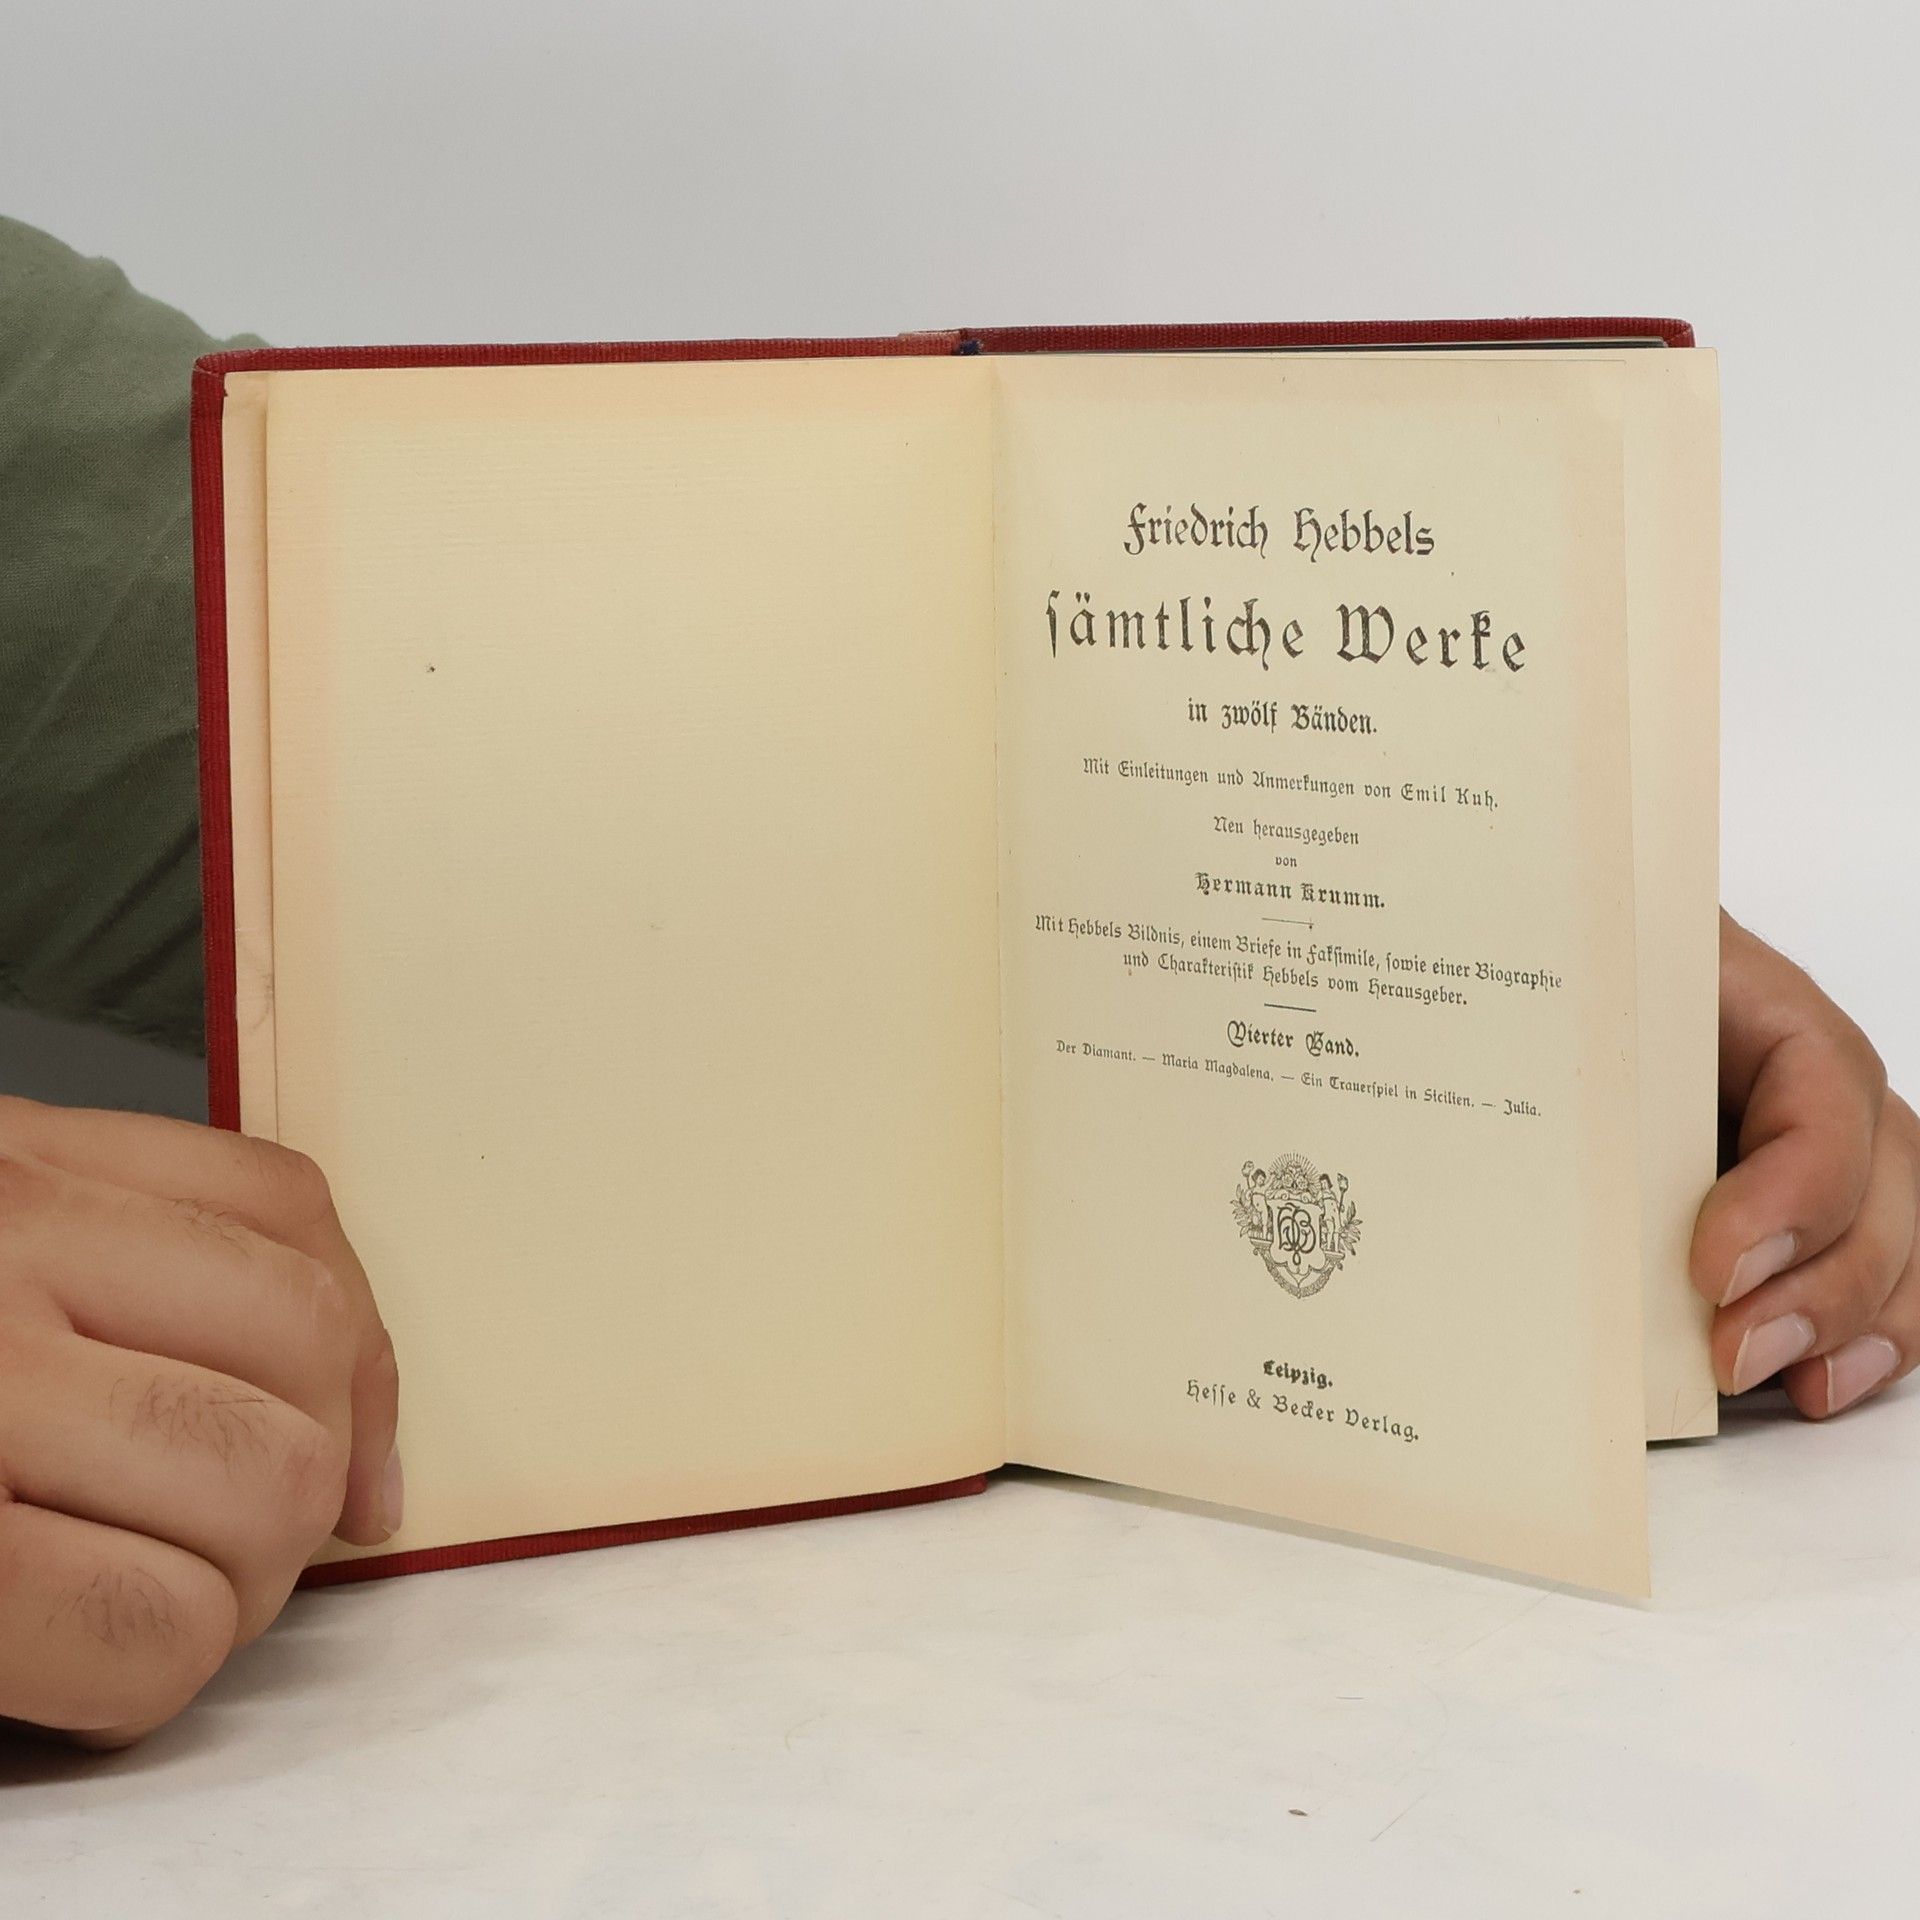 Friedrich Hebbels
ſämtliche Werke
in zwölf Bänden.
Mit Einleitungen und Anmerkungen von Emil Kuh.
Neu herausgegeben
von
Hermann Krumm.
Mit Hebbels Bildnis, einem Briefe in Fakſimile, ſowie einer Biographie
und Charakteriſtik Hebbels vom Herausgeber.
Vierter Band.
Der Diamant. — Maria Magdalena. — Ein Trauerſpiel in Sicilien. — Julia.
Leipzig.
Heſſe & Becker Verlag.